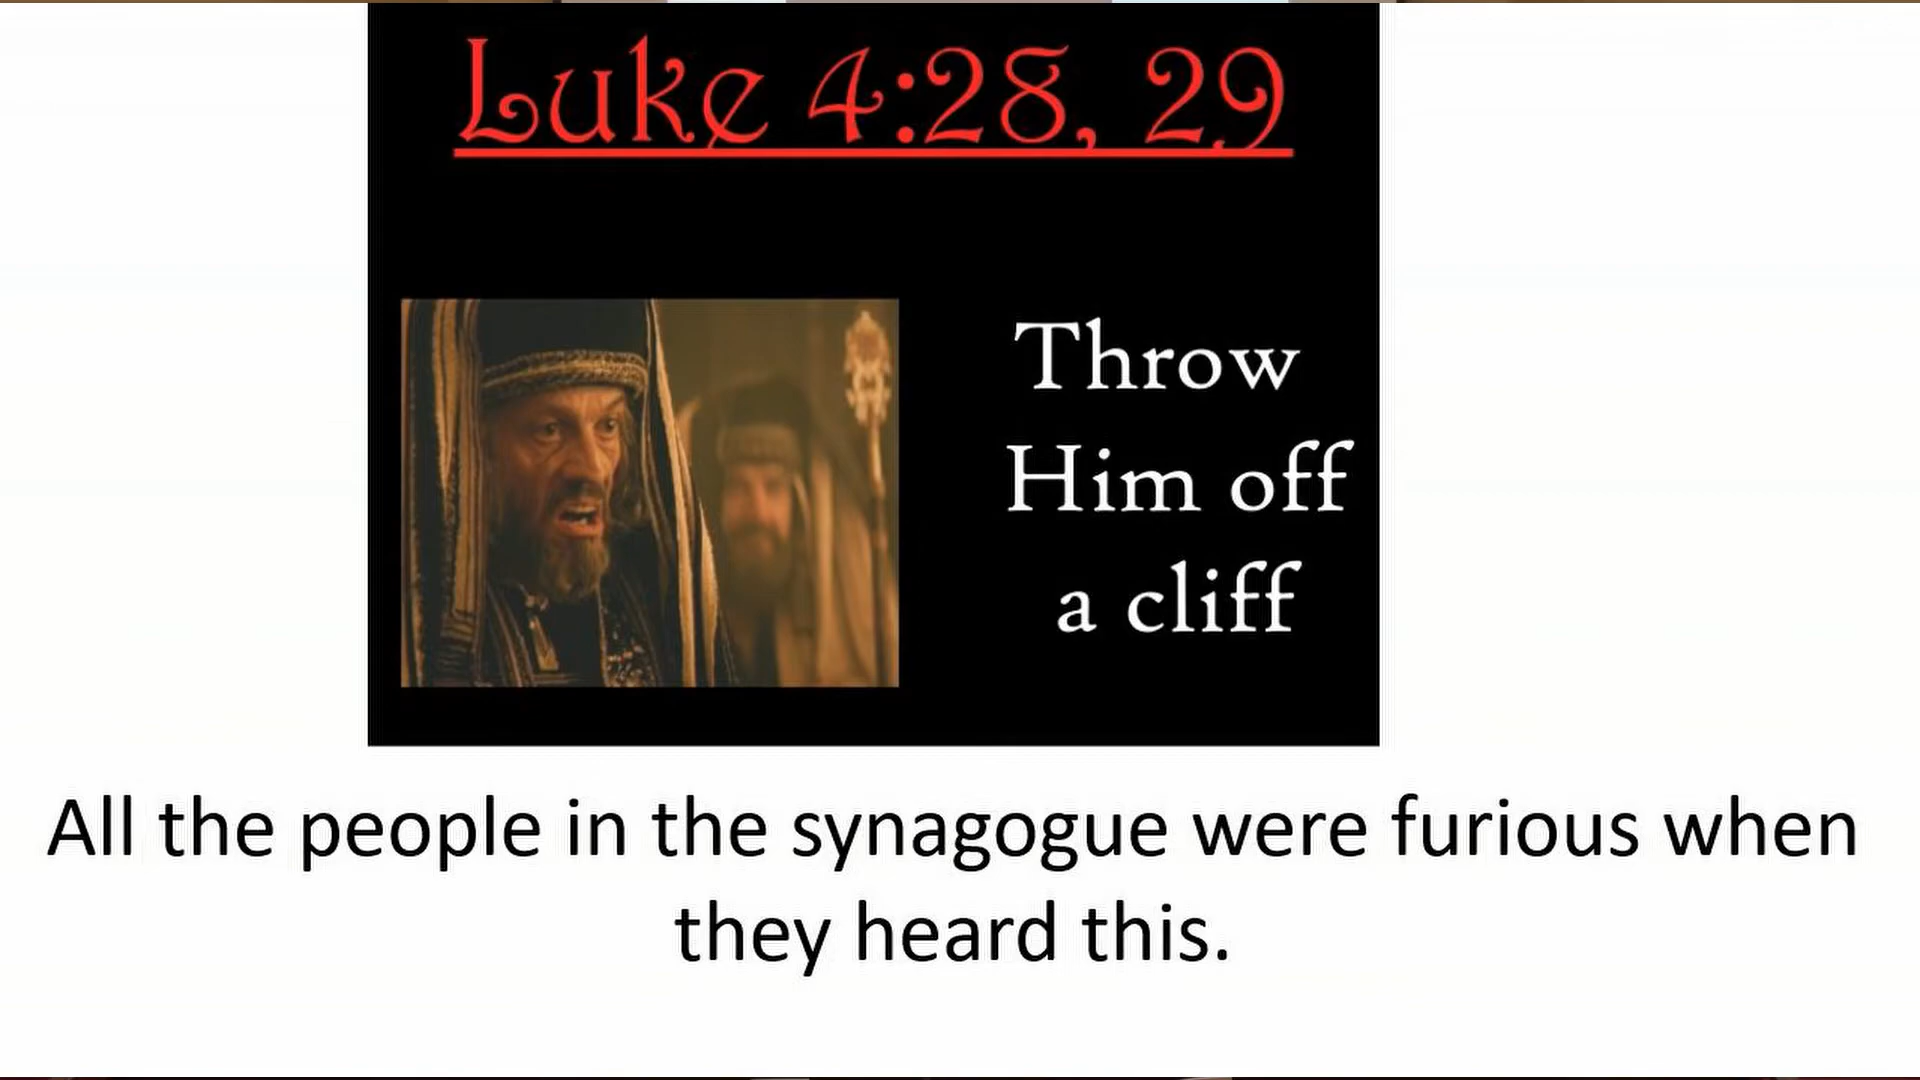 Luke 4:28, 29
Throw
Him off
a cliff
All the people in the synagogue were furious when
they heard this.